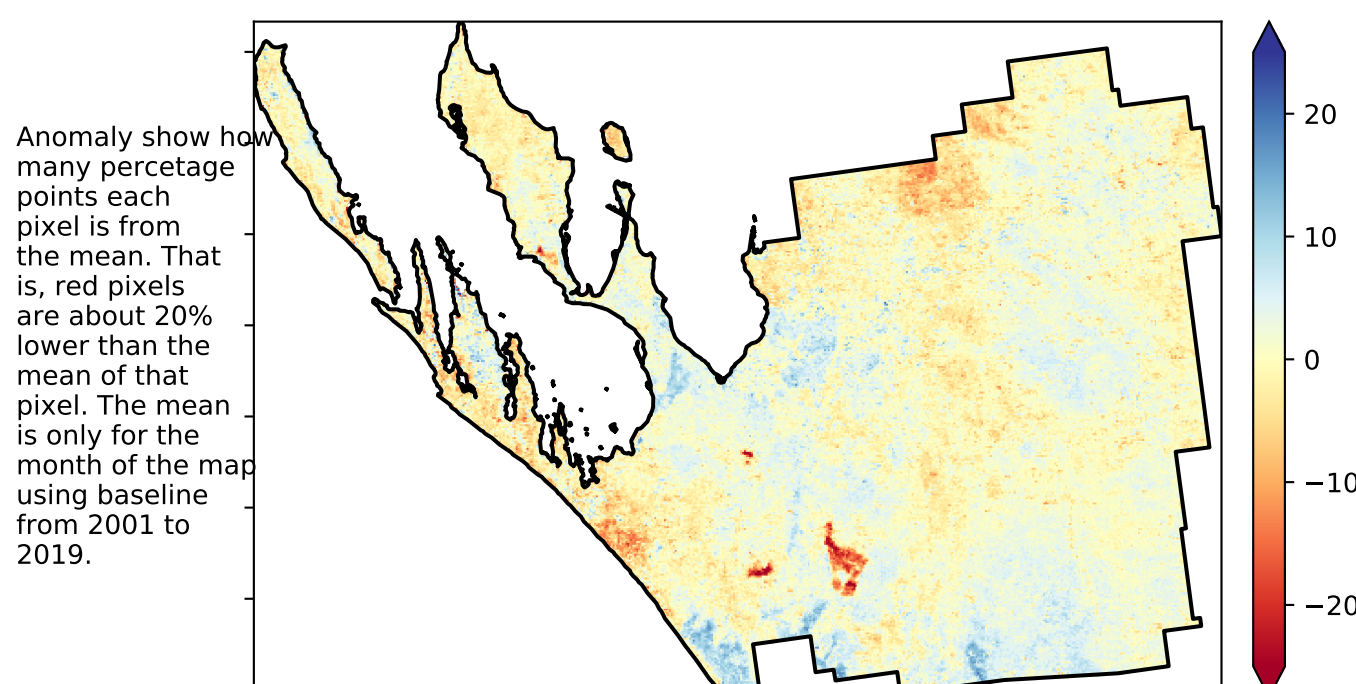 Anomaly show how
many percetage
points each
pixel is from
the mean. That
is, red pixels
are about 20%
lower than the
mean of that
pixel. The mean
is only for the
month of the map
using baseline
from 2001 to
2019.
20
10
0
−10
−20